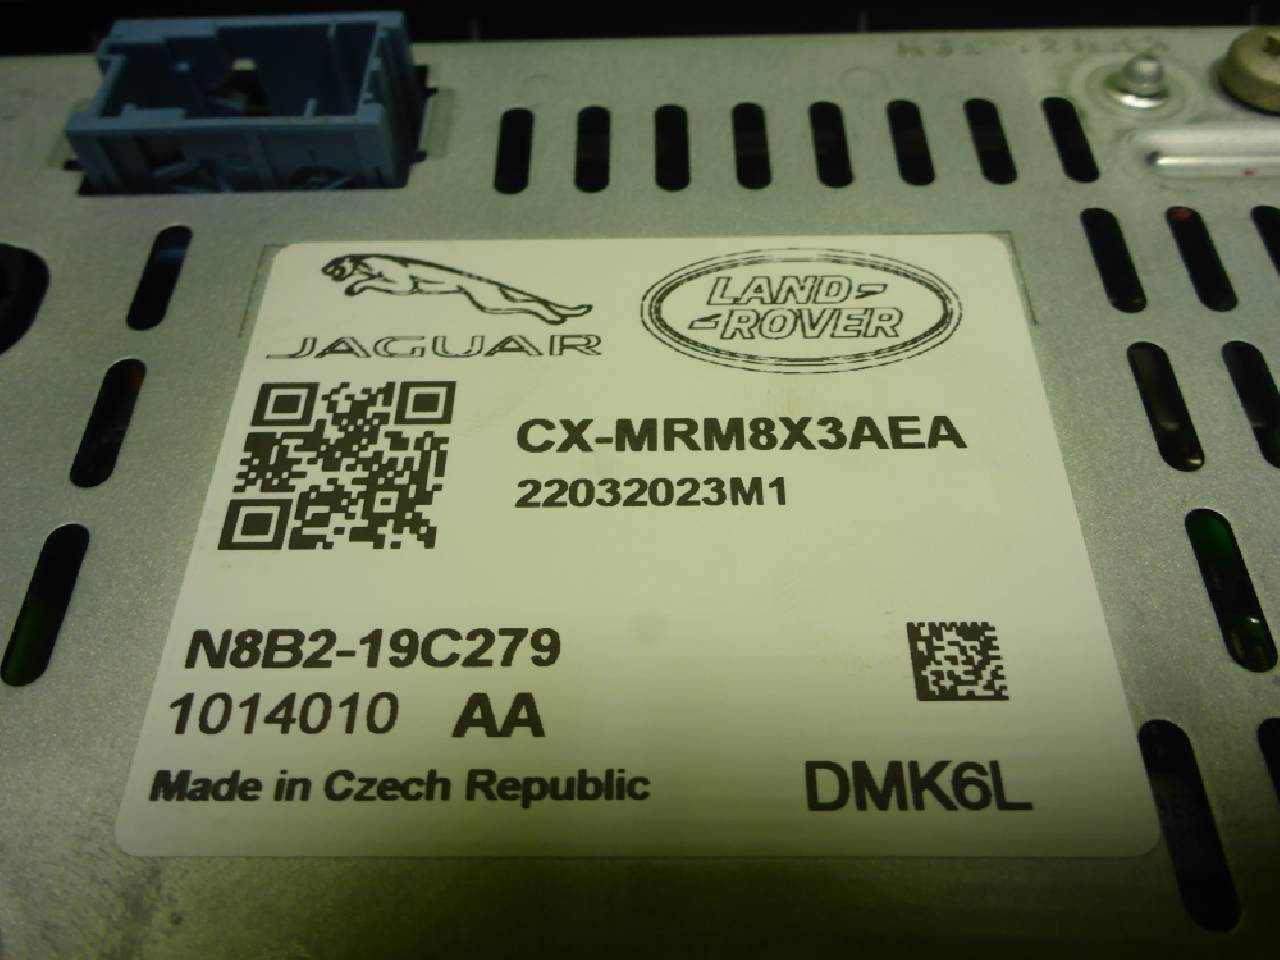 JAGUAR
LAND-
-ROVER
CX-MRM8X3AEA
22032023M1
N8B2-19C279
1014010 AA
Made in Czech Republic
DMK6L